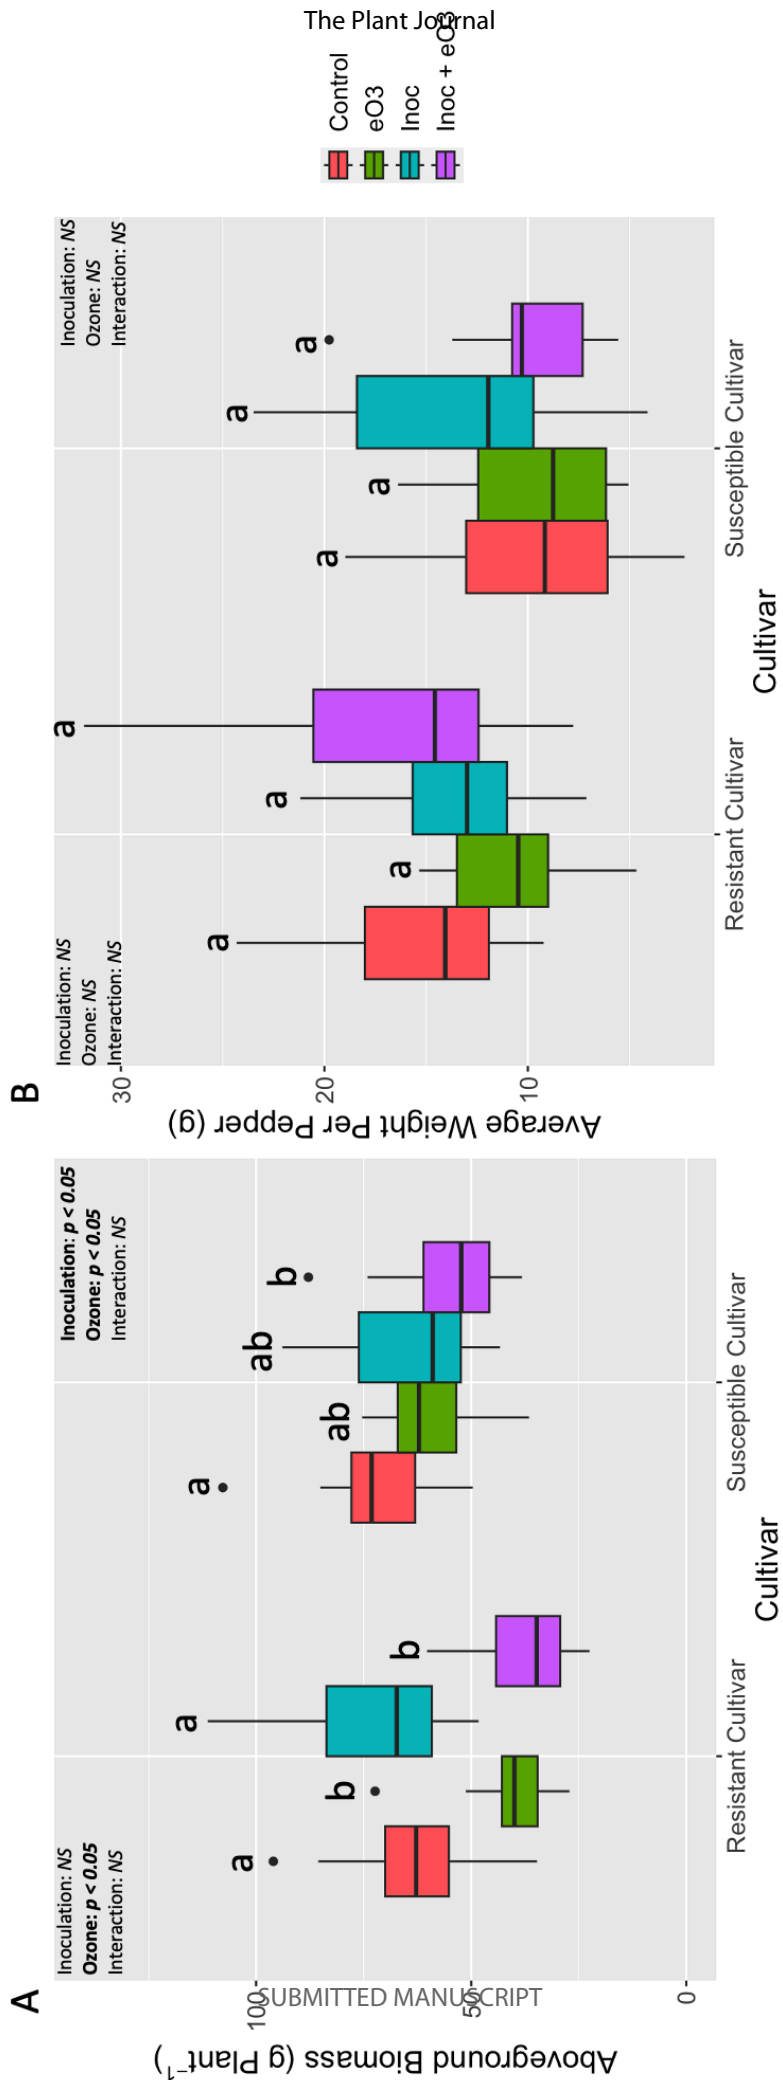 The Plant Journal
A
Aboveground Biomass (g Plant⁻¹)
100
50
0
Inoculation: NS
Ozone: p < 0.05
Interaction: NS
Inoculation: p < 0.05
Ozone: p < 0.05
Interaction: NS
a
b
a
b
a
ab
ab
b
Resistant Cultivar
Susceptible Cultivar
Cultivar
B
Average Weight Per Pepper (g)
30
20
10
Inoculation: NS
Ozone: NS
Interaction: NS
Inoculation: NS
Ozone: NS
Interaction: NS
a
a
a
a
a
a
a
a
Resistant Cultivar
Susceptible Cultivar
Cultivar
Control
eO3
Inoc
Inoc + eO3
SUBMITTED MANUSCRIPT